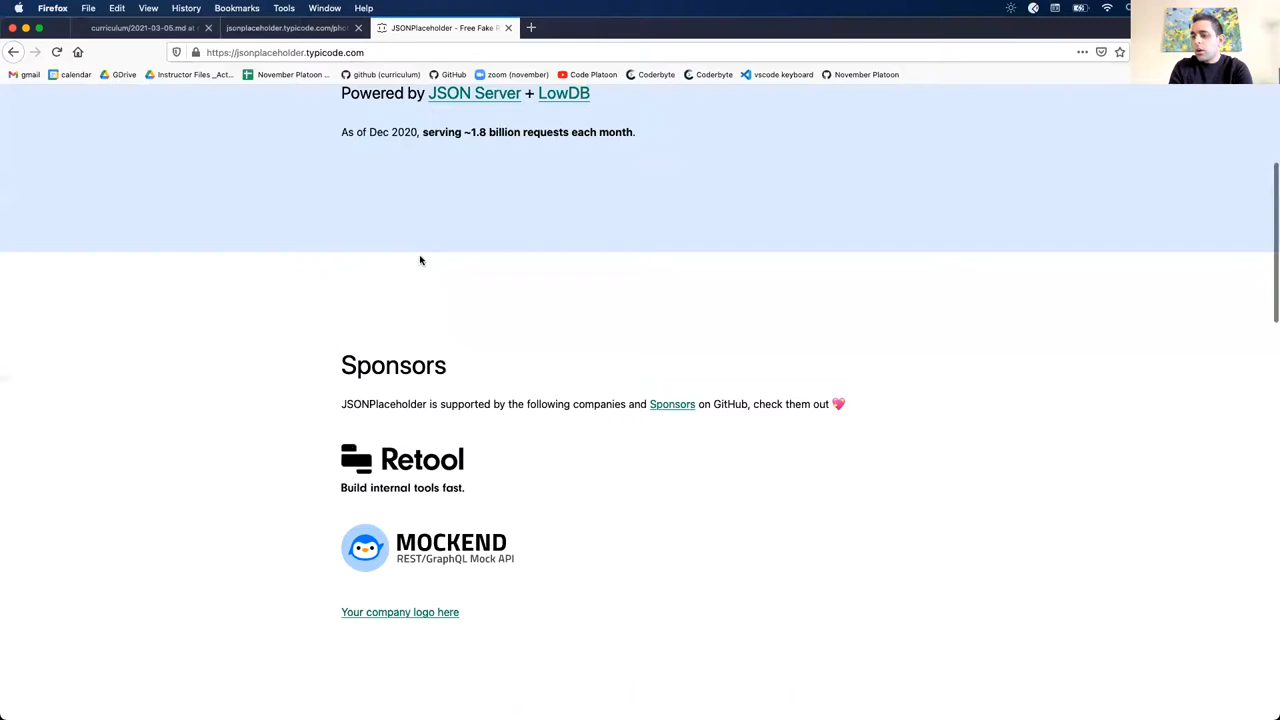 Firefox File Edit View History Bookmarks Tools Window Help
curriculum/2021-03-05.md at
jsonplaceholder.typicode.com/pho
JSONPlaceholder - Free Fake R
https://jsonplaceholder.typicode.com
gmail calendar GDrive Instructor Files _Act... November Platoon ... github (curriculum) GitHub zoom (november) Code Platoon Coderbyte Coderbyte vscode keyboard November Platoon
Powered by JSON Server + LowDB
As of Dec 2020, serving ~1.8 billion requests each month.
Sponsors
JSONPlaceholder is supported by the following companies and Sponsors on GitHub, check them out 💖
Retool
Build internal tools fast.
MOCKEND
REST/GraphQL Mock API
Your company logo here